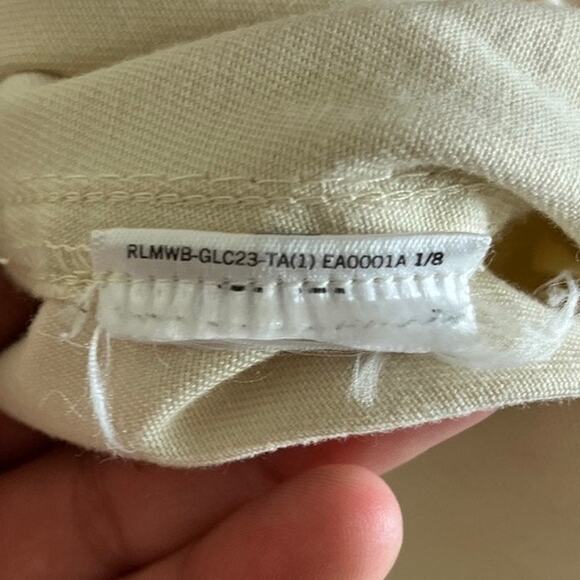 RLMWB-GLC23-TA(1) EA0001A 1/8